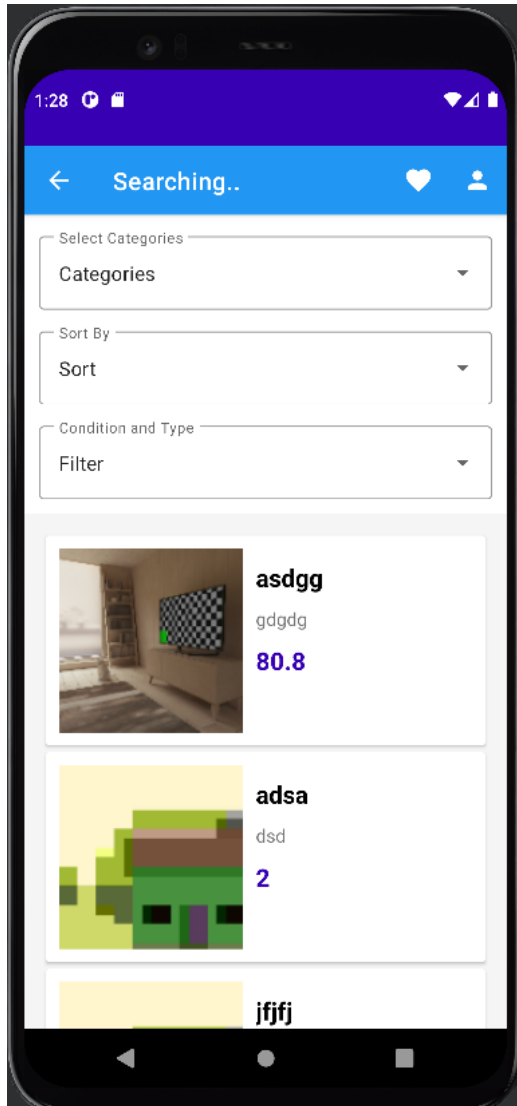 1:28
Searching..
Select Categories
Categories
Sort By
Sort
Condition and Type
Filter
asdgg
gdgdg
80.8
adsa
dsd
2
jfjfj